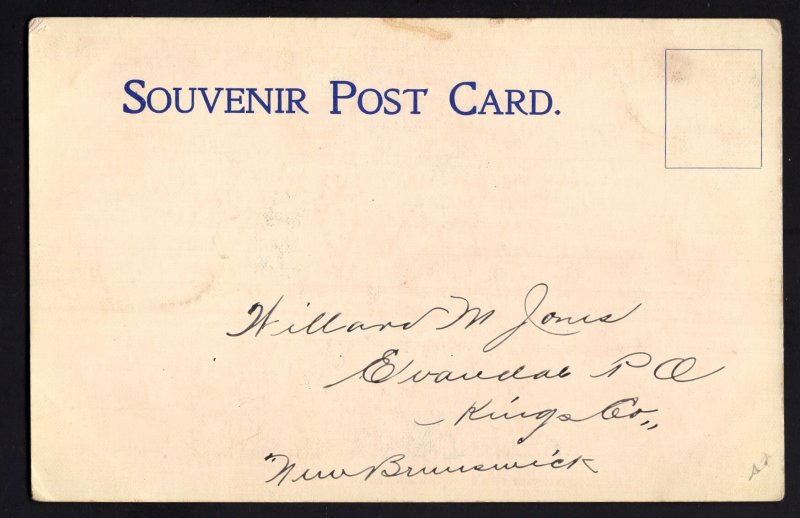 SOUVENIR POST CARD.
Willard M Jones
Evandale P O
Kings Co,,
New Brunswick